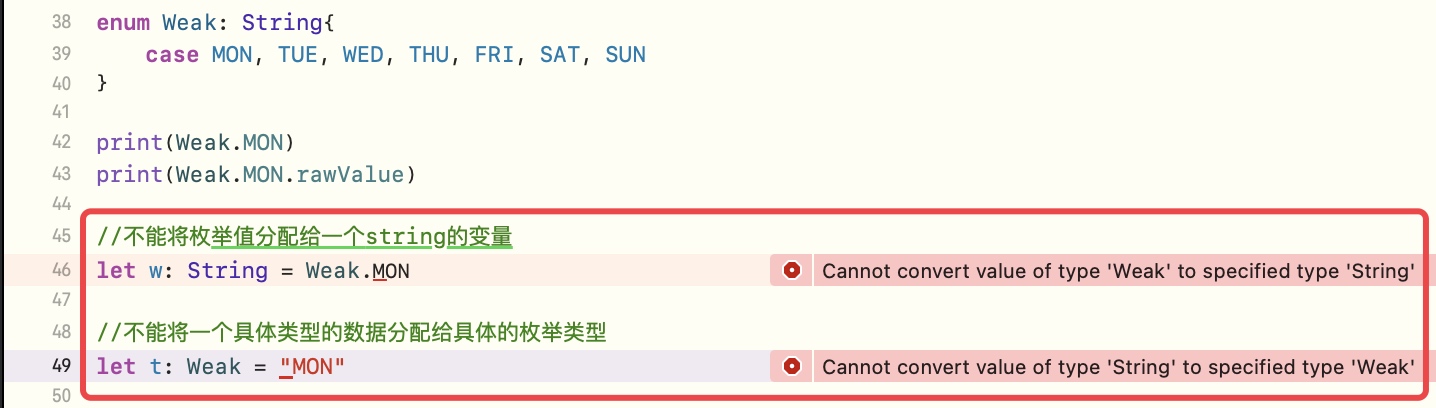 38 enum Weak: String{
39 case MON, TUE, WED, THU, FRI, SAT, SUN
40 }
41
42 print(Weak.MON)
43 print(Weak.MON.rawValue)
44
45 //不能将枚举值分配给一个string的变量
46 let w: String = Weak.MON Cannot convert value of type 'Weak' to specified type 'String'
47
48 //不能将一个具体类型的数据分配给具体的枚举类型
49 let t: Weak = "MON" Cannot convert value of type 'String' to specified type 'Weak'
50